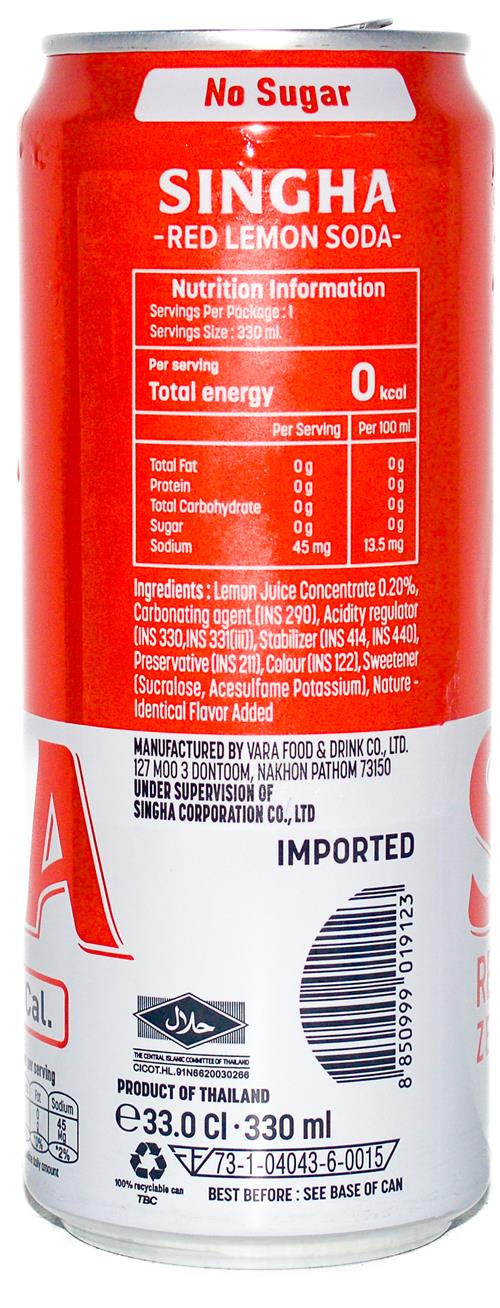 No Sugar
SINGHA
-RED LEMON SODA-
Nutrition Information
Servings Per Package : 1
Servings Size : 330 ml.
Per serving
Total energy 0 kcal
Per Serving Per 100 ml
Total Fat 0 g 0 g
Protein 0 g 0 g
Total Carbohydrate 0 g 0 g
Sugar 0 g 0 g
Sodium 45 mg 13.5 mg
Ingredients : Lemon Juice Concentrate 0.20%,
Carbonating agent (INS 290), Acidity regulator
(INS 330,INS 331(iii)), Stabilizer (INS 414, INS 440),
Preservative (INS 211), Colour (INS 122), Sweetener
(Sucralose, Acesulfame Potassium), Nature -
Identical Flavor Added
MANUFACTURED BY VARA FOOD & DRINK CO., LTD.
127 MOO 3 DONTOOM, NAKHON PATHOM 73150
UNDER SUPERVISION OF
SINGHA CORPORATION CO., LTD
IMPORTED
8 850999 019123
A
Cal.
per serving
Fat Sodium
0 45
g Mg
*2%
daily amount
حلال
THE CENTRAL ISLAMIC COMMITTEE OF THAILAND
CICOT.HL.91N6620030266
PRODUCT OF THAILAND
℮33.0 Cl · 330 ml
73-1-04043-6-0015
100% recyclable can
TBC
BEST BEFORE : SEE BASE OF CAN